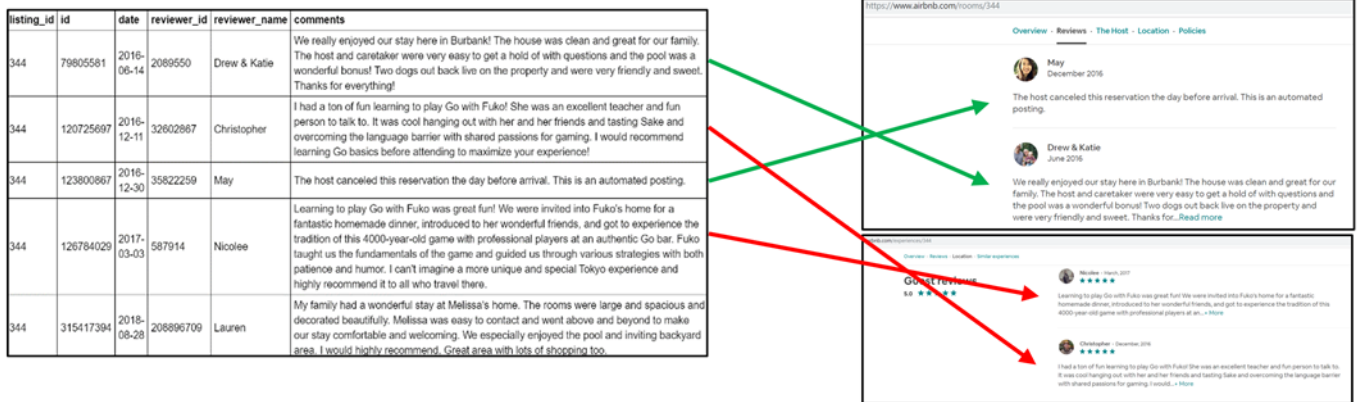 listing_id id date reviewer_id reviewer_name comments
344 79805581 2016-06-14 2089550 Drew & Katie
We really enjoyed our stay here in Burbank! The house was clean and great for our family.
The host and caretaker were very easy to get a hold of with questions and the pool was a
wonderful bonus! Two dogs out back live on the property and were very friendly and sweet.
Thanks for everything!
344 120725697 2016-12-11 32602867 Christopher
I had a ton of fun learning to play Go with Fuko! She was an excellent teacher and fun
person to talk to. It was cool hanging out with her and her friends and tasting Sake and
overcoming the language barrier with shared passions for gaming. I would recommend
learning Go basics before attending to maximize your experience!
344 123800867 2016-12-30 35822259 May
The host canceled this reservation the day before arrival. This is an automated posting.
344 126784029 2017-03-03 587914 Nicolee
Learning to play Go with Fuko was great fun! We were invited into Fuko's home for a
fantastic homemade dinner, introduced to her wonderful friends, and got to experience the
tradition of this 4000-year-old game with professional players at an authentic Go bar. Fuko
taught us the fundamentals of the game and guided us through various strategies with both
patience and humor. I can't imagine a more unique and special Tokyo experience and
highly recommend it to all who travel there.
344 315417394 2018-08-28 208896709 Lauren
My family had a wonderful stay at Melissa's home. The rooms were large and spacious and
decorated beautifully. Melissa was easy to contact and went above and beyond to make
our stay comfortable and welcoming. We especially enjoyed the pool and inviting backyard
area. I would highly recommend. Great area with lots of shopping too.
https://www.airbnb.com/rooms/344
Overview · Reviews · The Host · Location · Policies
May
December 2016
The host canceled this reservation the day before arrival. This is an automated
posting.
Drew & Katie
June 2016
We really enjoyed our stay here in Burbank! The house was clean and great for our
family. The host and caretaker were very easy to get a hold of with questions and
the pool was a wonderful bonus! Two dogs out back live on the property and
were very friendly and sweet. Thanks for...Read more
airbnb.com/experiences/344
Overview · Reviews · Location · Similar experiences
Guest reviews
5.0 ★★★★★
Nicolee · March, 2017
★★★★★
Learning to play Go with Fuko was great fun! We were invited into Fuko's home for a fantastic
homemade dinner, introduced to her wonderful friends, and got to experience the tradition of this
4000-year-old game with professional players at an... + More
Christopher · December, 2016
★★★★★
I had a ton of fun learning to play Go with Fuko! She was an excellent teacher and fun person to talk to.
It was cool hanging out with her and her friends and tasting Sake and overcoming the language barrier
with shared passions for gaming. I would... + More